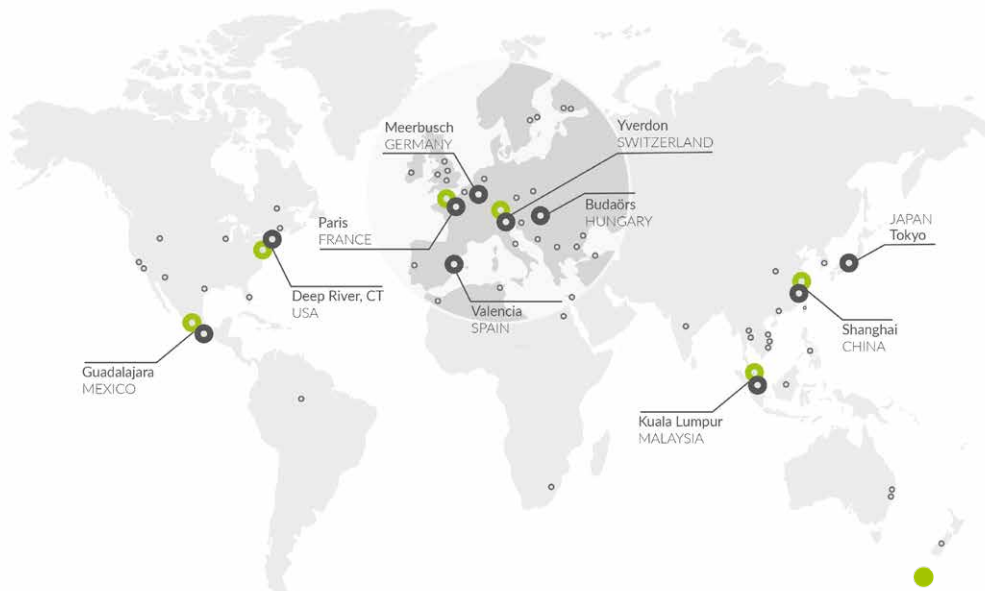 Meerbusch
GERMANY
Yverdon
SWITZERLAND
Paris
FRANCE
Budaörs
HUNGARY
JAPAN
Tokyo
Deep River, CT
USA
Valencia
SPAIN
Shanghai
CHINA
Guadalajara
MEXICO
Kuala Lumpur
MALAYSIA